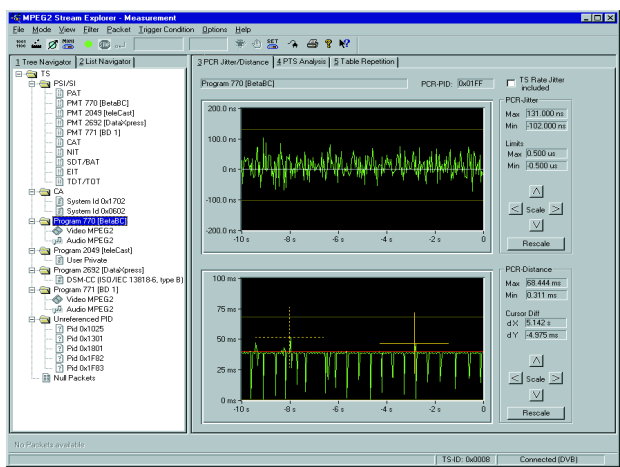 MPEG2 Stream Explorer - Measurement
File Mode View Filter Packet Trigger Condition Options Help
SET
1 Tree Navigator 2 List Navigator
3 PCR Jitter/Distance 4 PTS Analysis 5 Table Repetition
TS
PSI/SI
PAT
PMT 770 [BetaBC]
PMT 2049 [teleCast]
PMT 2692 [DataXpress]
PMT 771 [BD 1]
CAT
NIT
SDT/BAT
EIT
TDT/TOT
CA
System Id 0x1702
System Id 0x0602
Program 770 [BetaBC]
Video MPEG2
Audio MPEG2
Program 2049 [teleCast]
User Private
Program 2692 [DataXpress]
DSM-CC (ISO/IEC 13818-6, type B)
Program 771 [BD 1]
Video MPEG2
Audio MPEG2
Unreferenced PID
Pid 0x1025
Pid 0x1301
Pid 0x1801
Pid 0x1F82
Pid 0x1F83
Null Packets
Program 770 [BetaBC]
PCR-PID: 0x01FF
TS Rate Jitter
included
200.0 ns
100.0 ns
0 ns
-100.0 ns
-200.0 ns
-10 s -8 s -6 s -4 s -2 s 0
PCR-Jitter
Max 131.000 ns
Min -102.000 ns
Limits
Max 0.500 us
Min -0.500 us
Scale
Rescale
100 ms
75 ms
50 ms
25 ms
0 ms
-10 s -8 s -6 s -4 s -2 s 0
PCR-Distance
Max 68.444 ms
Min 0.311 ms
Cursor Diff
d X 5.142 s
d Y -4.975 ms
Scale
Rescale
No Packets available
TS-ID: 0x0008 Connected (DVB)